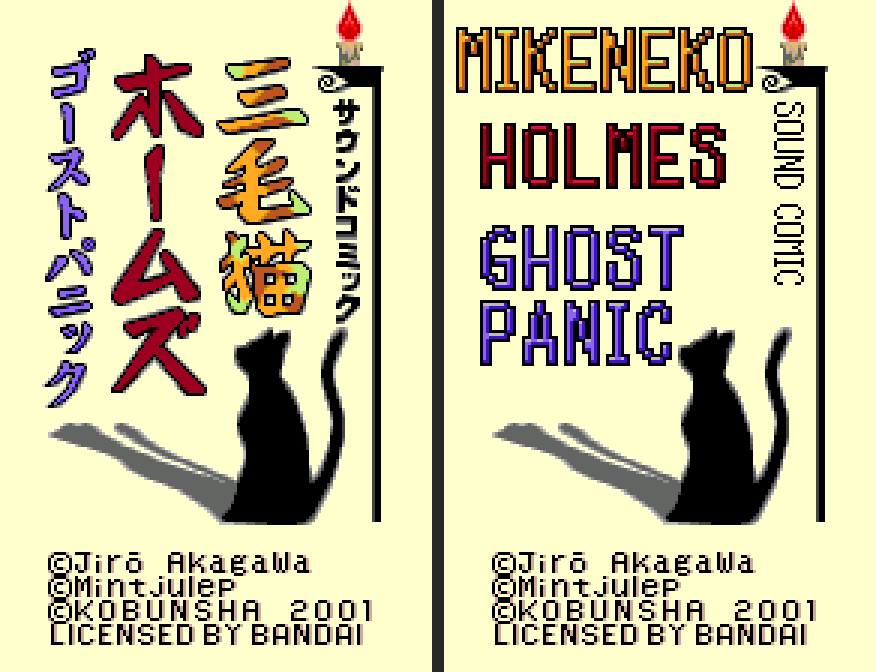 サウンドコミック
三毛猫
ホームズ
ゴーストパニック
©Jirō AkagaWa
©Mintjulep
©KOBUNSHA 2001
LICENSED BY BANDAI
MIKENEKO
HOLMES
GHOST
PANIC
SOUND COMIC
©Jirō AkagaWa
©Mintjulep
©KOBUNSHA 2001
LICENSED BY BANDAI